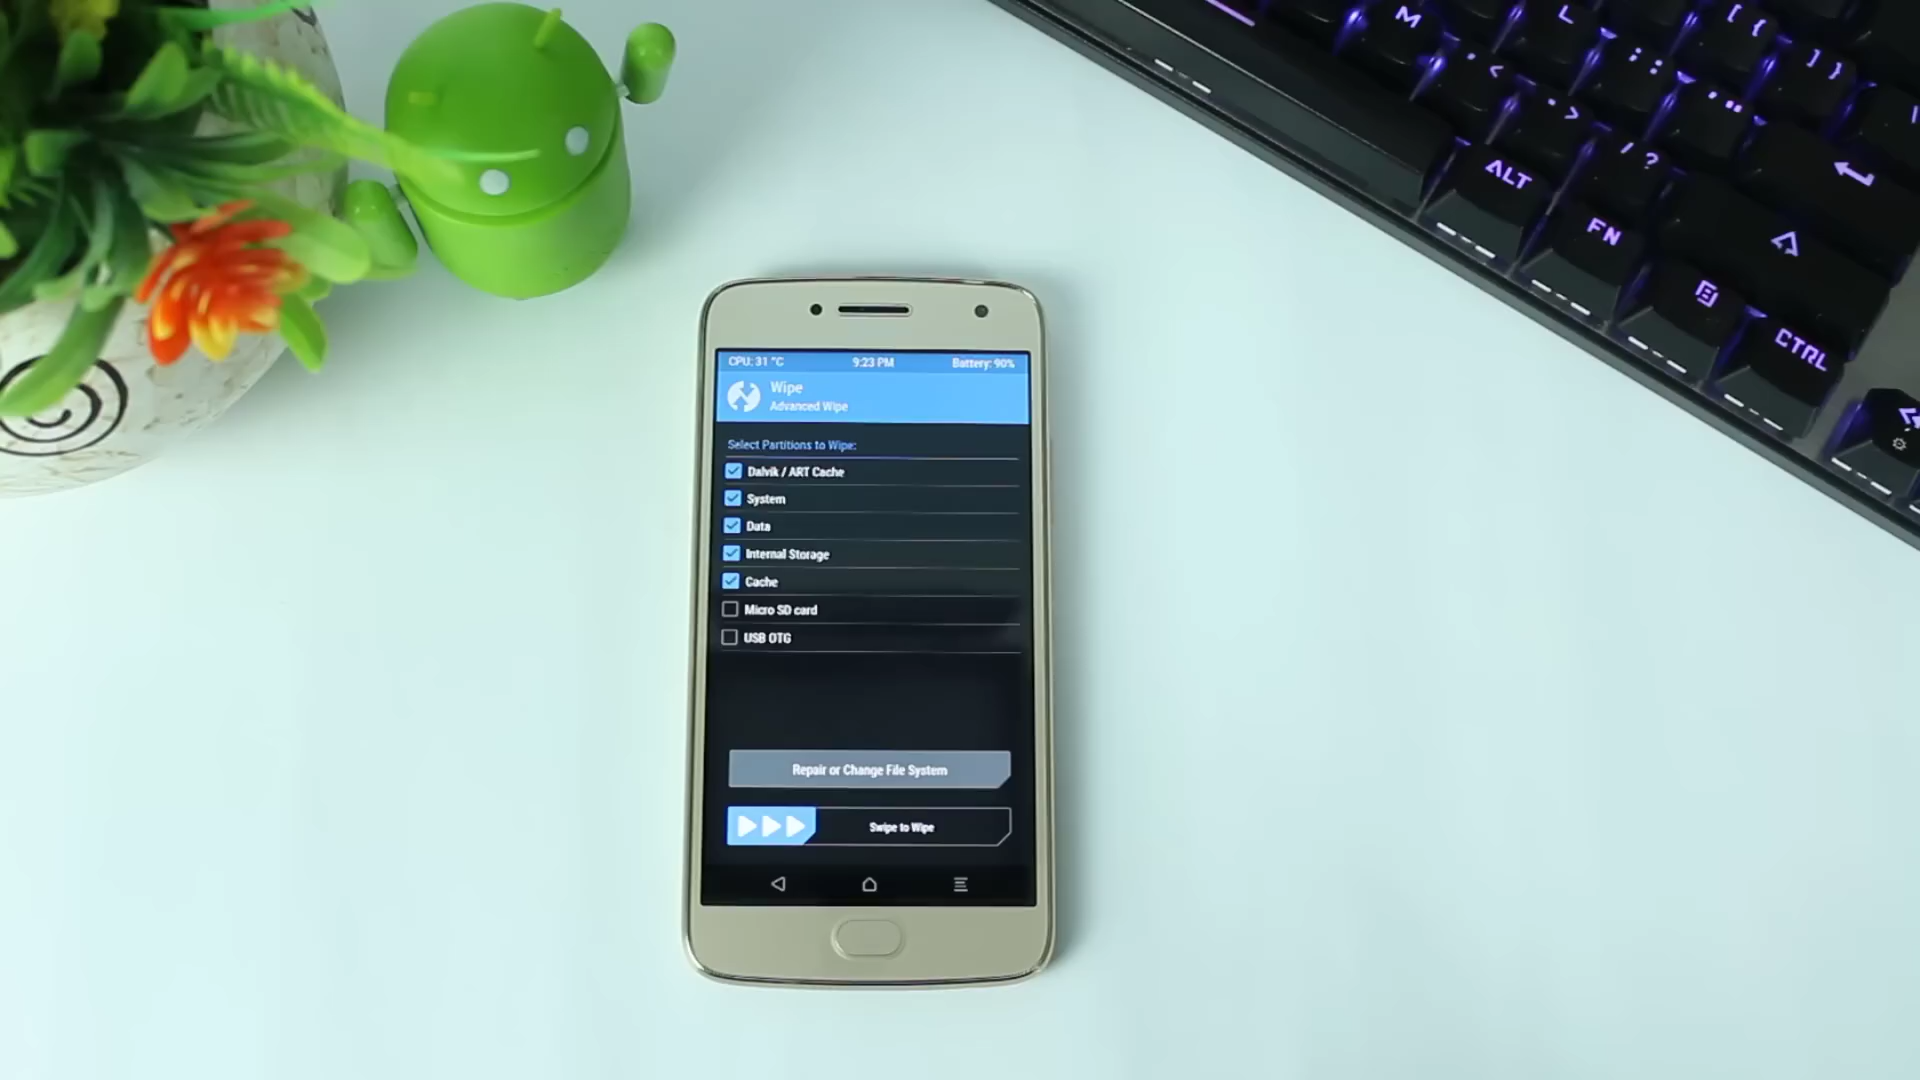 M
L
[ {
] }
, <
; :
. >
' "
/ ?
ALT
FN
CTRL
CPU: 31 °C
9:23 PM
Battery: 90%
Wipe
Advanced Wipe
Select Partitions to Wipe:
Dalvik / ART Cache
System
Data
Internal Storage
Cache
Micro SD card
USB OTG
Repair or Change File System
Swipe to Wipe